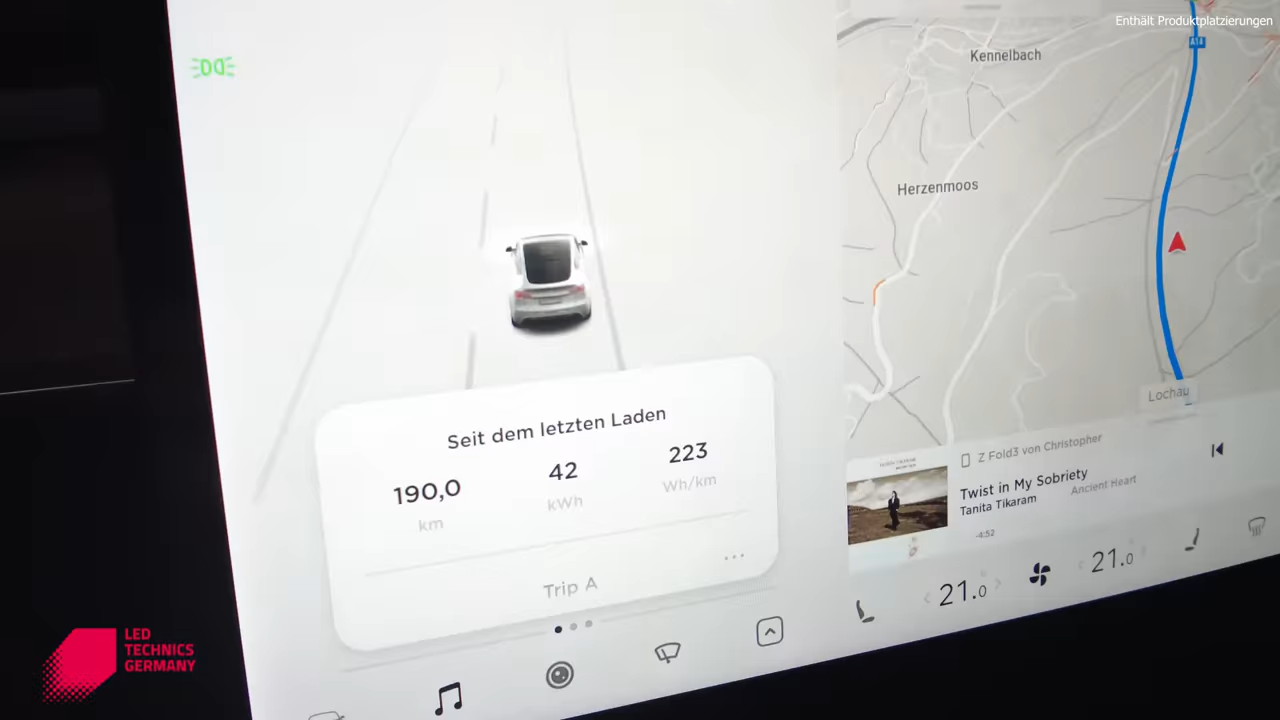 Enthält Produktplatzierungen
Kennelbach
A14
Herzenmoos
Lochau
Seit dem letzten Laden
190,0
km
42
kWh
223
Wh/km
Trip A
Z Fold3 von Christopher
Twist in My Sobriety
Tanita Tikaram
Ancient Heart
-4:52
21.0
21.0
LED
TECHNICS
GERMANY